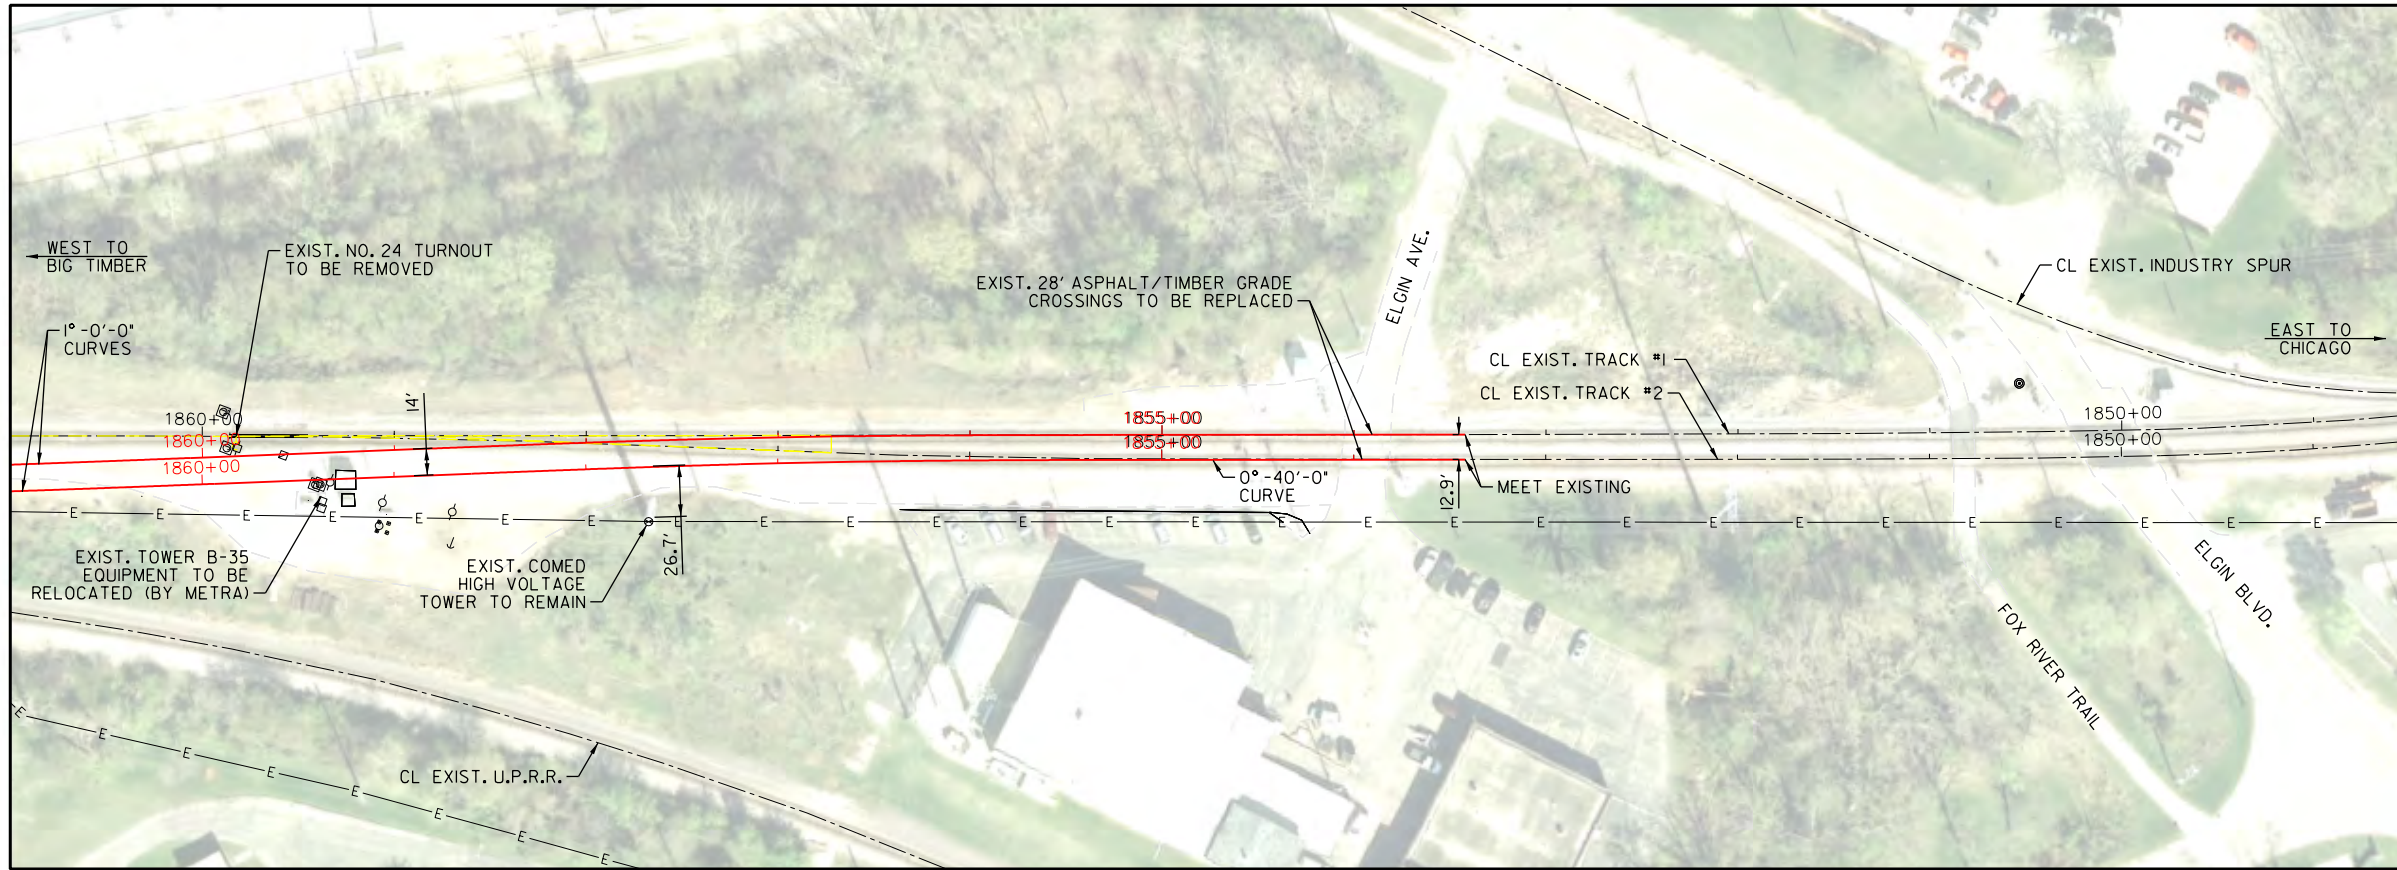 WEST TO
BIG TIMBER
EXIST. NO. 24 TURNOUT
TO BE REMOVED
1°-0'-0"
CURVES
14'
1860+00
1860+00
1860+00
EXIST. 28' ASPHALT/TIMBER GRADE
CROSSINGS TO BE REPLACED
ELGIN AVE.
1855+00
1855+00
CL EXIST. TRACK #1
CL EXIST. TRACK #2
CL EXIST. INDUSTRY SPUR
EAST TO
CHICAGO
1850+00
1850+00
0°-40'-0"
CURVE
12.9'
MEET EXISTING
E E E E E E E E E E E E E E E E E E E E E E E E E E E
26.7'
EXIST. TOWER B-35
EQUIPMENT TO BE
RELOCATED (BY METRA)
EXIST. COMED
HIGH VOLTAGE
TOWER TO REMAIN
ELGIN BLVD.
FOX RIVER TRAIL
CL EXIST. U.P.R.R.
E E E E E E E E